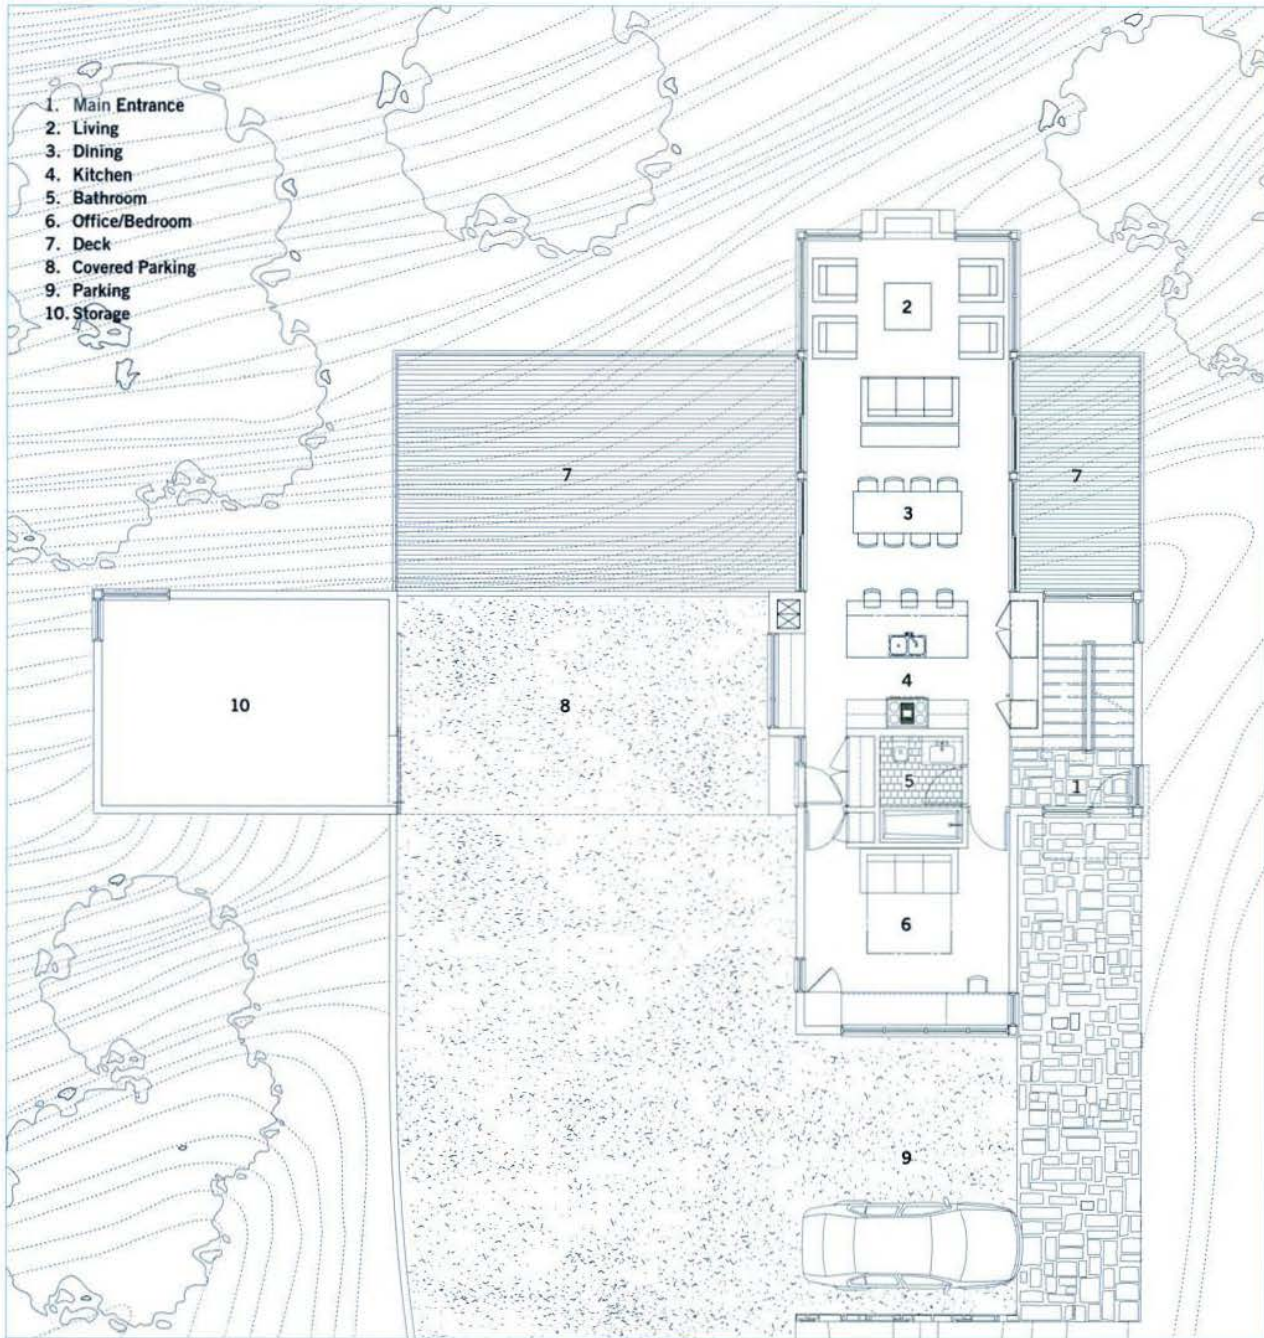 1. Main Entrance
2. Living
3. Dining
4. Kitchen
5. Bathroom
6. Office/Bedroom
7. Deck
8. Covered Parking
9. Parking
10. Storage
2
7
3
7
4
10
8
5
1
6
9